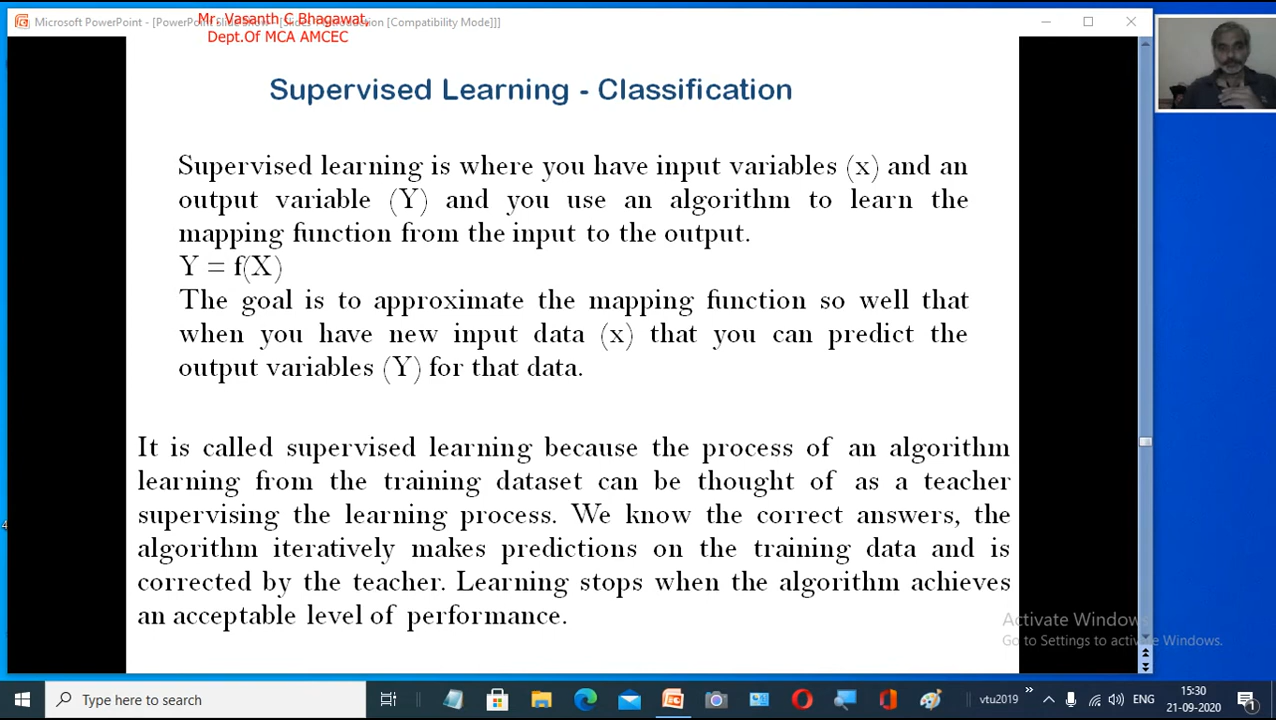 Microsoft PowerPoint - [PowerPoint Slide Show - [Slides - Introduction [Compatibility Mode]]]
Mr. Vasanth C Bhagawat,
Dept.Of MCA AMCEC
Supervised Learning - Classification
Supervised learning is where you have input variables (x) and an
output variable (Y) and you use an algorithm to learn the
mapping function from the input to the output.
Y = f(X)
The goal is to approximate the mapping function so well that
when you have new input data (x) that you can predict the
output variables (Y) for that data.
It is called supervised learning because the process of an algorithm
learning from the training dataset can be thought of as a teacher
supervising the learning process. We know the correct answers, the
algorithm iteratively makes predictions on the training data and is
corrected by the teacher. Learning stops when the algorithm achieves
an acceptable level of performance.
Activate Windows
Go to Settings to activate Windows.
Type here to search
vtu2019
ENG
15:30
21-09-2020
1